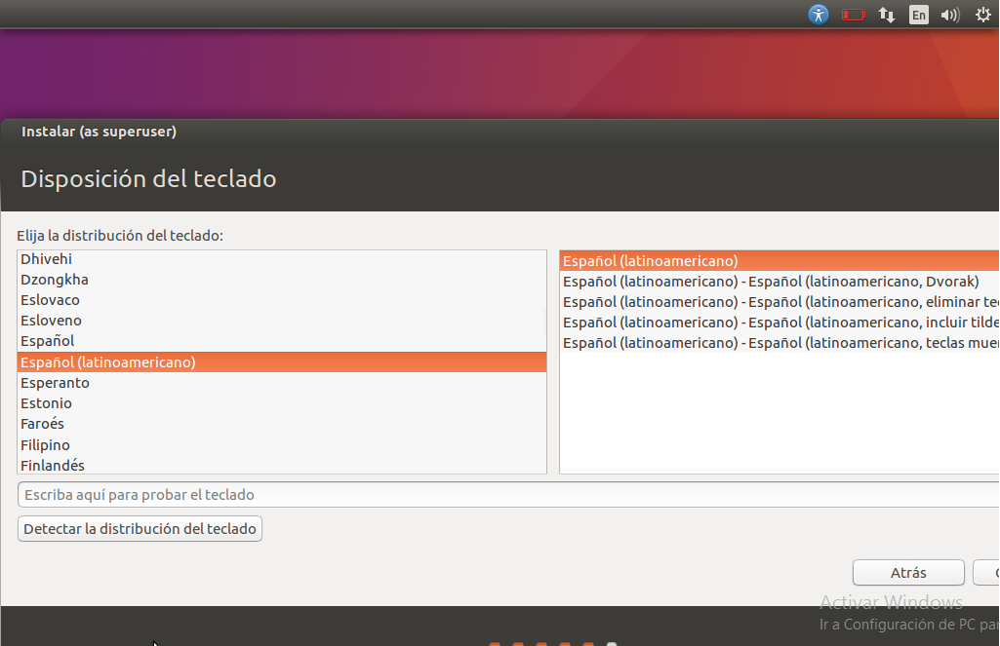 En
Instalar (as superuser)
Disposición del teclado
Elija la distribución del teclado:
Dhivehi
Dzongkha
Eslovaco
Esloveno
Español
Español (latinoamericano)
Esperanto
Estonio
Faroés
Filipino
Finlandés
Español (latinoamericano)
Español (latinoamericano) - Español (latinoamericano, Dvorak)
Español (latinoamericano) - Español (latinoamericano, eliminar
Español (latinoamericano) - Español (latinoamericano, incluir tilde
Español (latinoamericano) - Español (latinoamericano, teclas
Escriba aquí para probar el teclado
Detectar la distribución del teclado
Atrás
Activar Windows
Ir a Configuración de PC